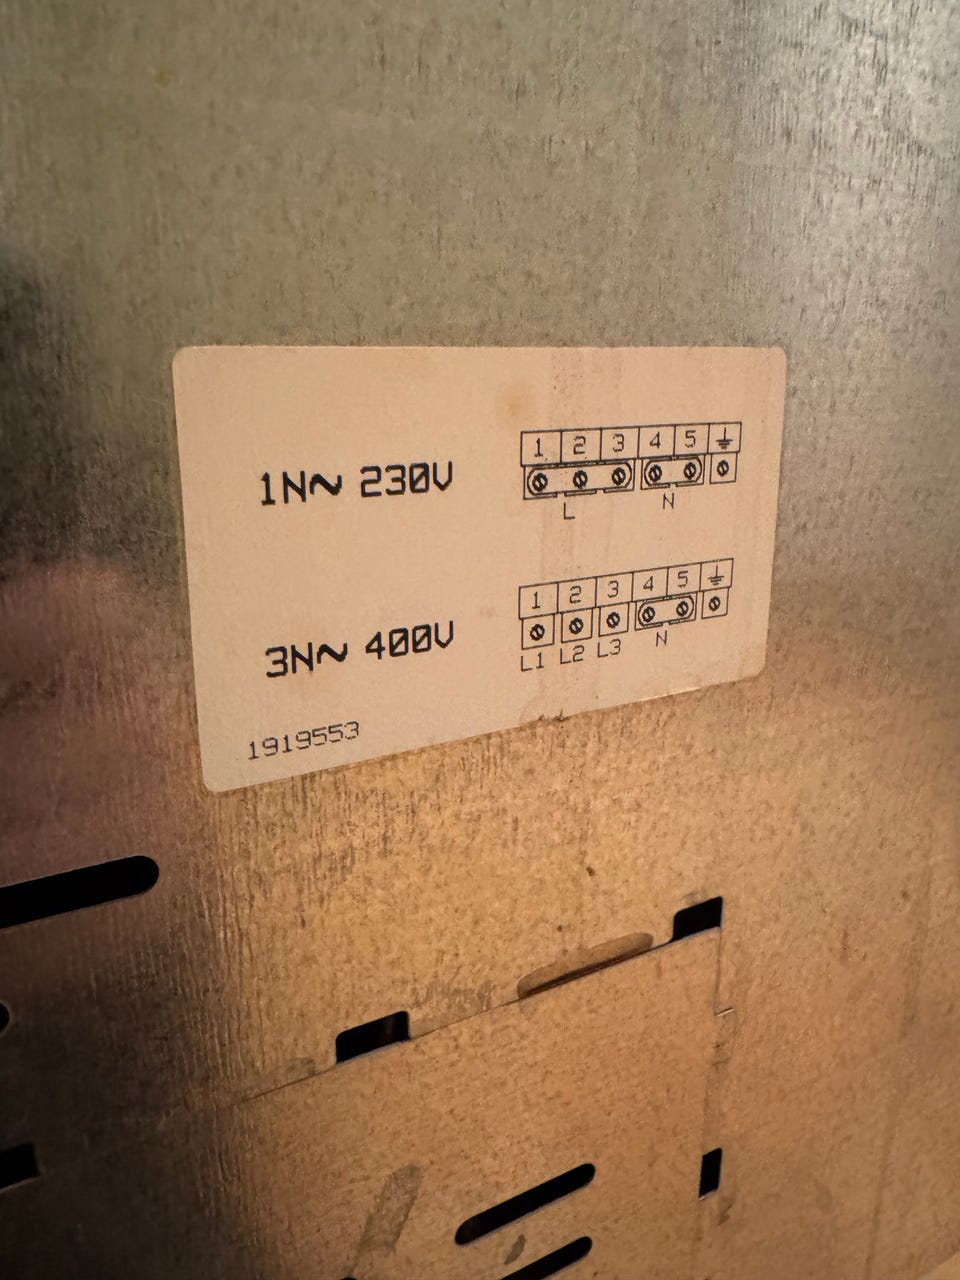 1N~ 230V
1 2 3 4 5 ⏚
L N
3N~ 400V
1 2 3 4 5 ⏚
L1 L2 L3 N
1919553